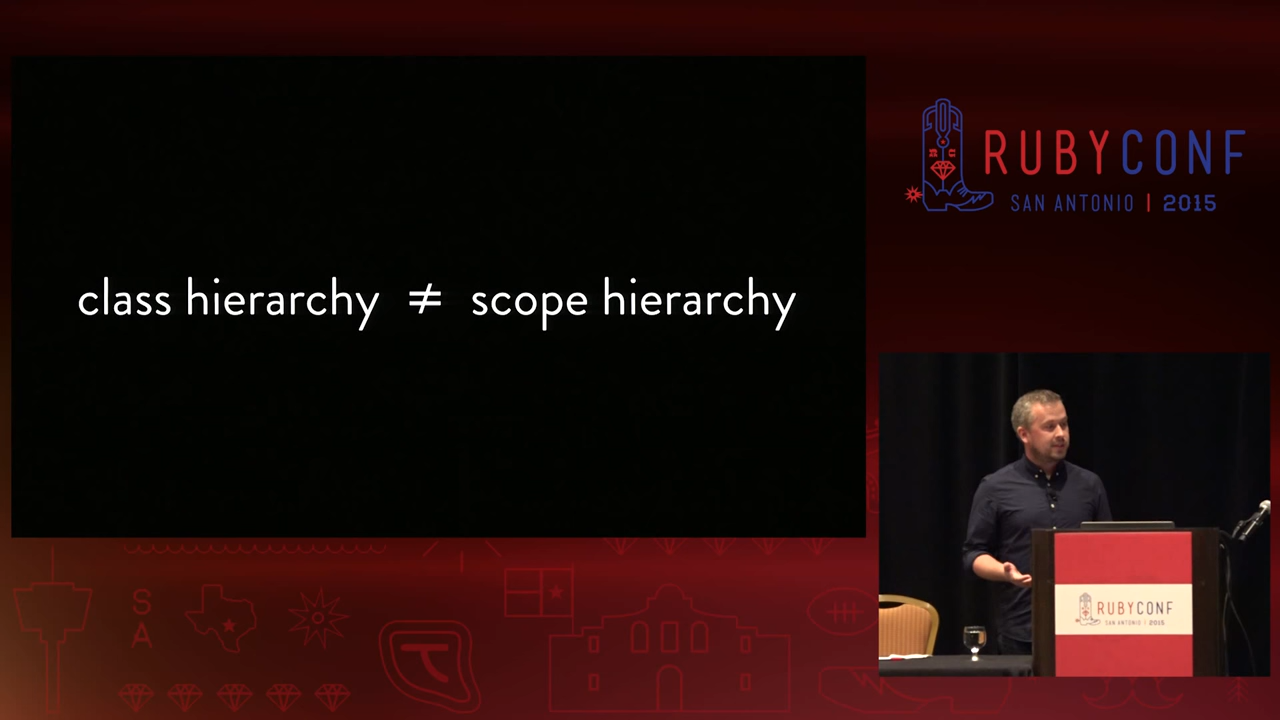 class hierarchy ≠ scope hierarchy
RUBYCONF
SAN ANTONIO | 2015
S
A
RUBYCONF
SAN ANTONIO | 2015